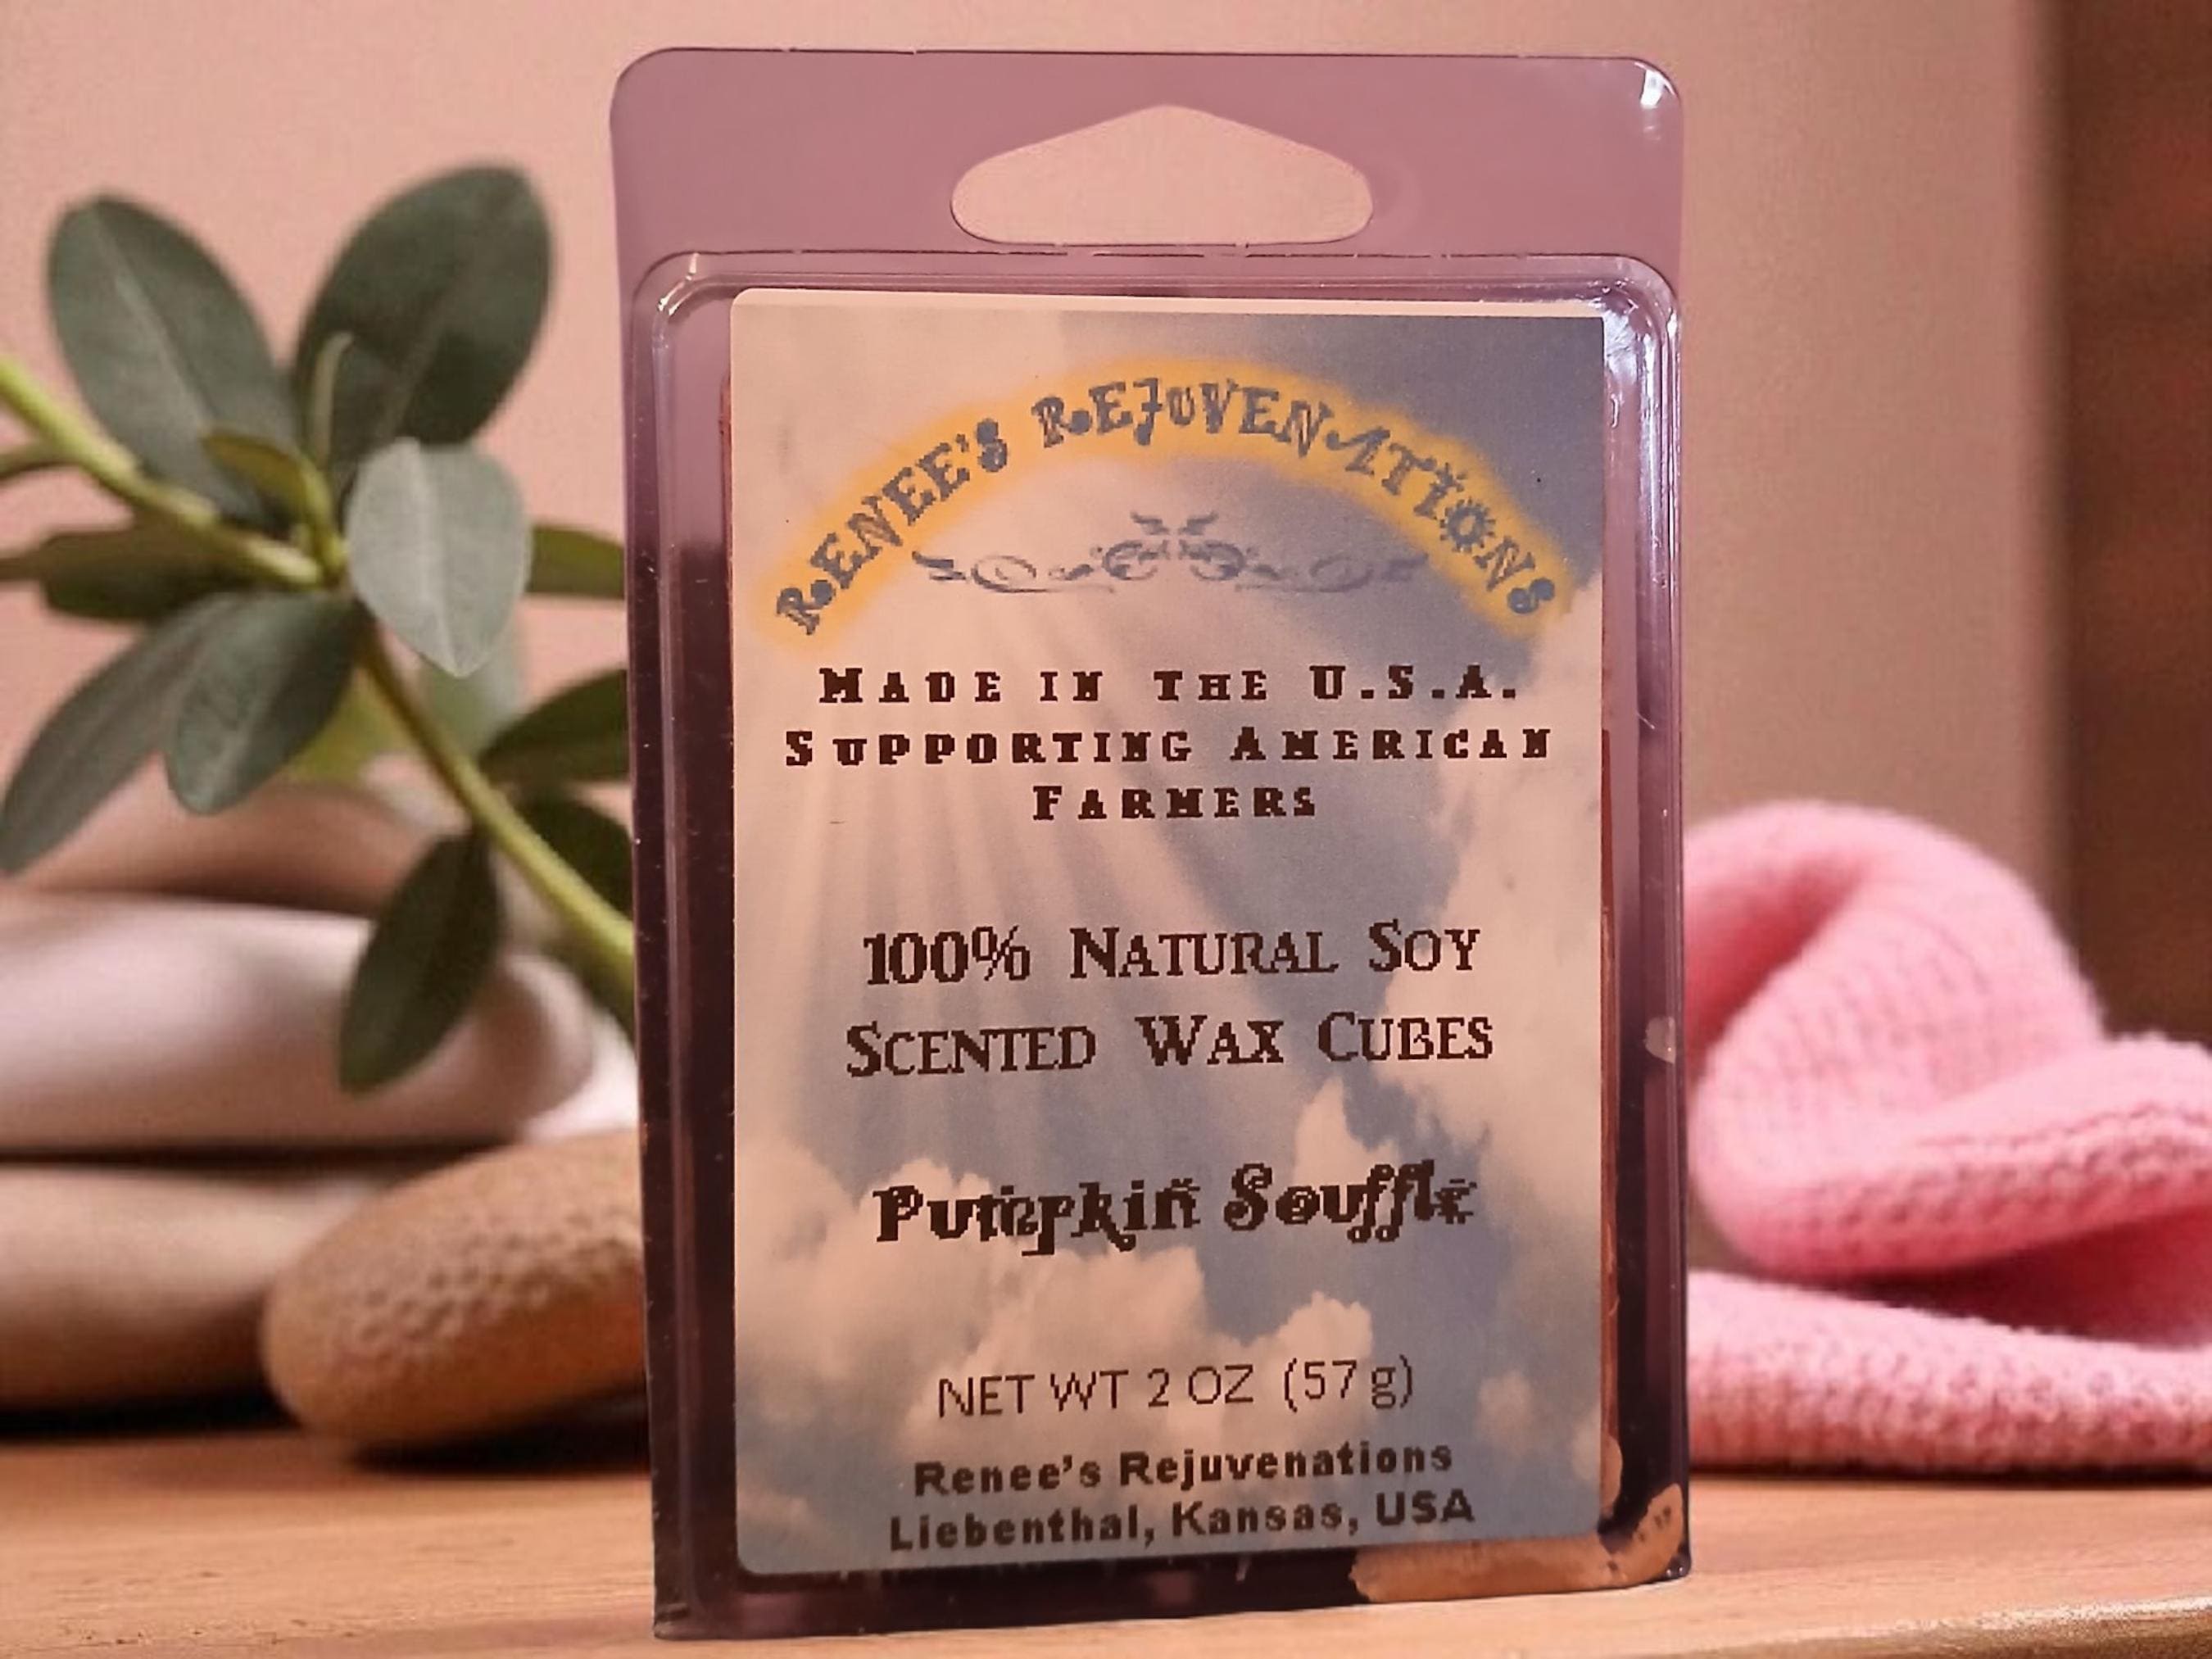 RENEE'S REJUVENATIONS
MADE IN THE U.S.A.
SUPPORTING AMERICAN
FARMERS
100% NATURAL SOY
SCENTED WAX CUBES
Pumpkin Souffle
NET WT 2 OZ (57 g)
Renee's Rejuvenations
Liebenthal, Kansas, USA